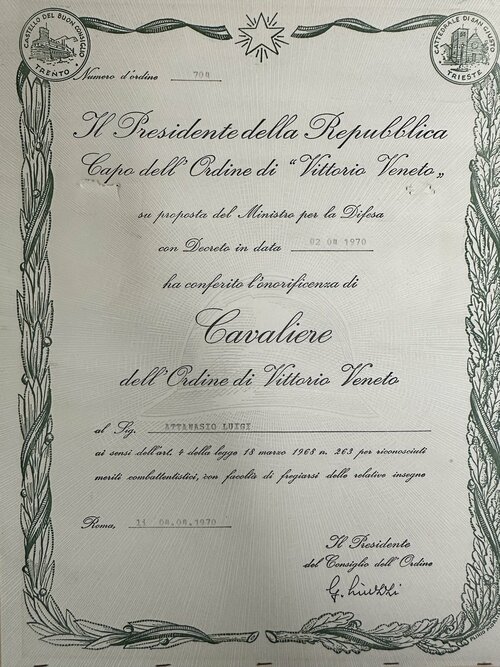 CASTELLO DEL BUON CONSIGLIO
TRENTO
CATTEDRALE DI SAN GIUSTO
TRIESTE
Numero d'ordine 700
Il Presidente della Repubblica
Capo dell'Ordine di "Vittorio Veneto„
su proposta del Ministro per la Difesa
con Decreto in data 02 08 1970
ha conferito l'onorificenza di
Cavaliere
dell'Ordine di Vittorio Veneto
al Sig. ATTANASIO LUIGI
ai sensi dell'art. 4 della legge 18 marzo 1968 n. 263 per riconosciuti
meriti combattentistici, con facoltà di fregiarsi delle relative insegne
Roma, li 08.08.1970
Il Presidente
del Consiglio dell'Ordine